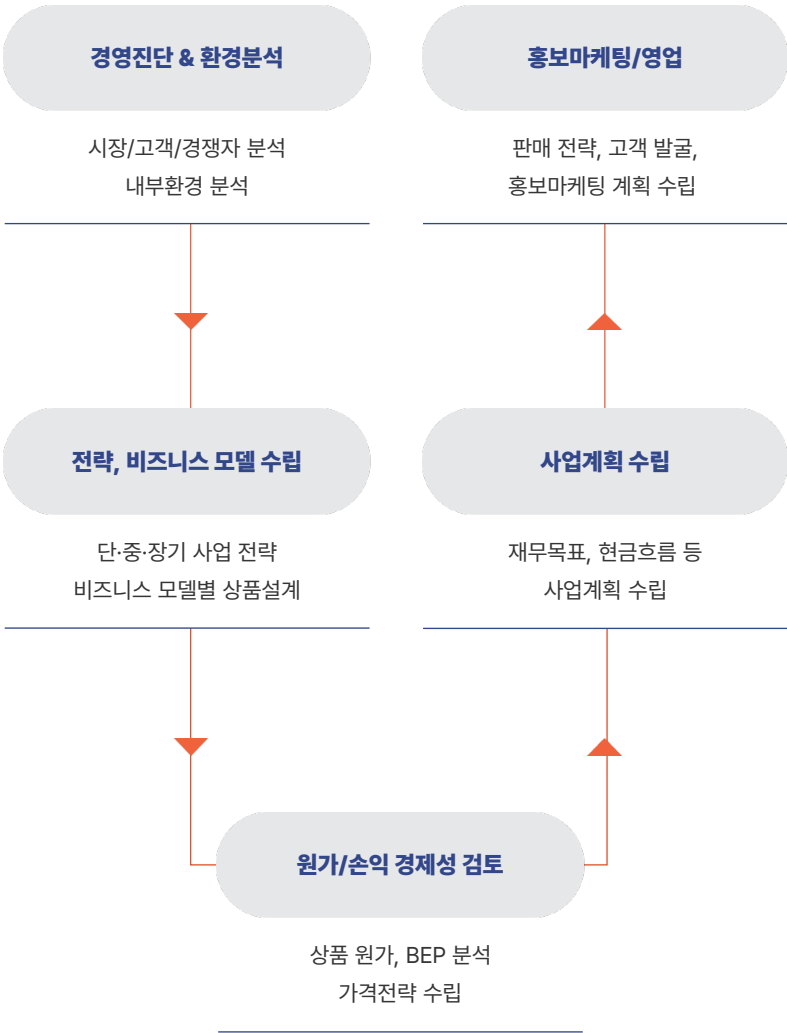 경영진단 & 환경분석
시장/고객/경쟁자 분석
내부환경 분석
전략, 비즈니스 모델 수립
단·중·장기 사업 전략
비즈니스 모델별 상품설계
원가/손익 경제성 검토
상품 원가, BEP 분석
가격전략 수립
사업계획 수립
재무목표, 현금흐름 등
사업계획 수립
홍보마케팅/영업
판매 전략, 고객 발굴,
홍보마케팅 계획 수립